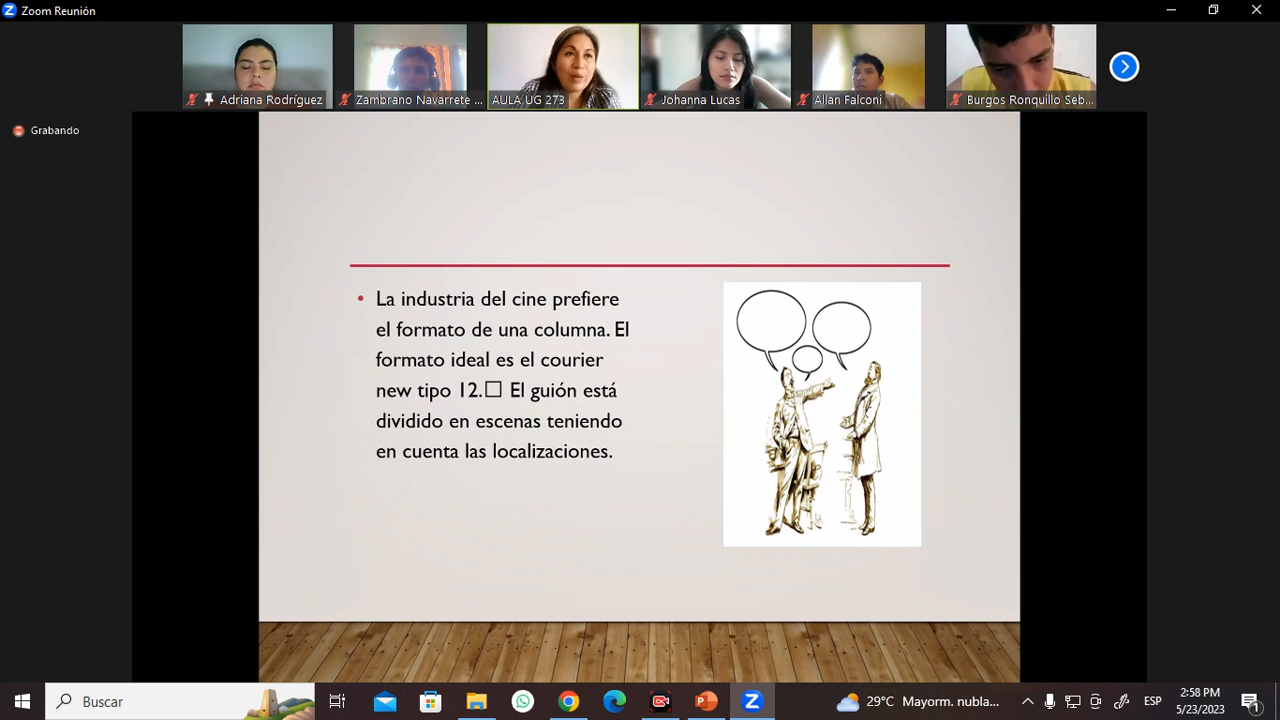 Zoom Reunión
Adriana Rodríguez
Zambrano Navarrete ...
AULA UG 273
Johanna Lucas
Allan Falconi
Burgos Ronquillo Seb...
Grabando
• La industria del cine prefiere
el formato de una columna. El
formato ideal es el courier
new tipo 12.□ El guión está
dividido en escenas teniendo
en cuenta las localizaciones.
Buscar
29°C Mayorm. nubla...
ESP
2:58 PM
5/23/2023
1